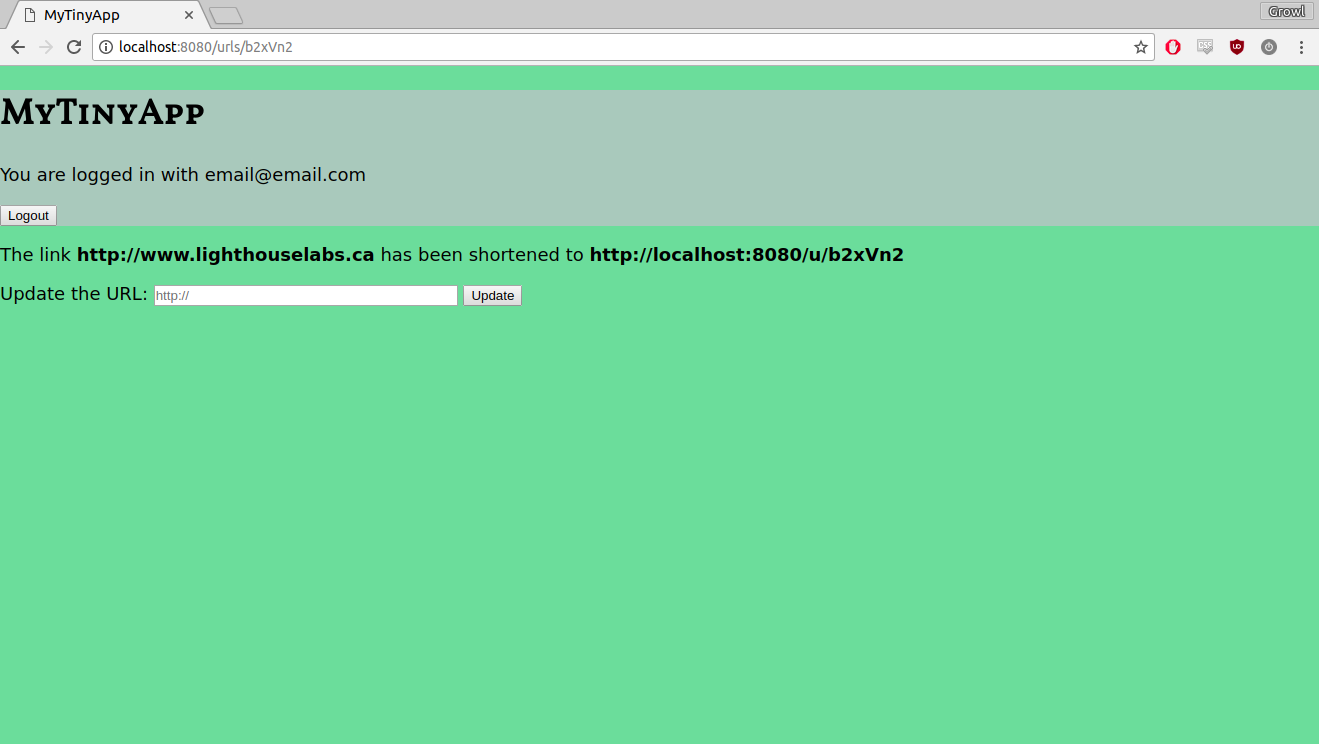 MyTinyApp
Growl
localhost:8080/urls/b2xVn2
MyTinyApp
You are logged in with email@email.com
Logout
The link http://www.lighthouselabs.ca has been shortened to http://localhost:8080/u/b2xVn2
Update the URL: http:// Update